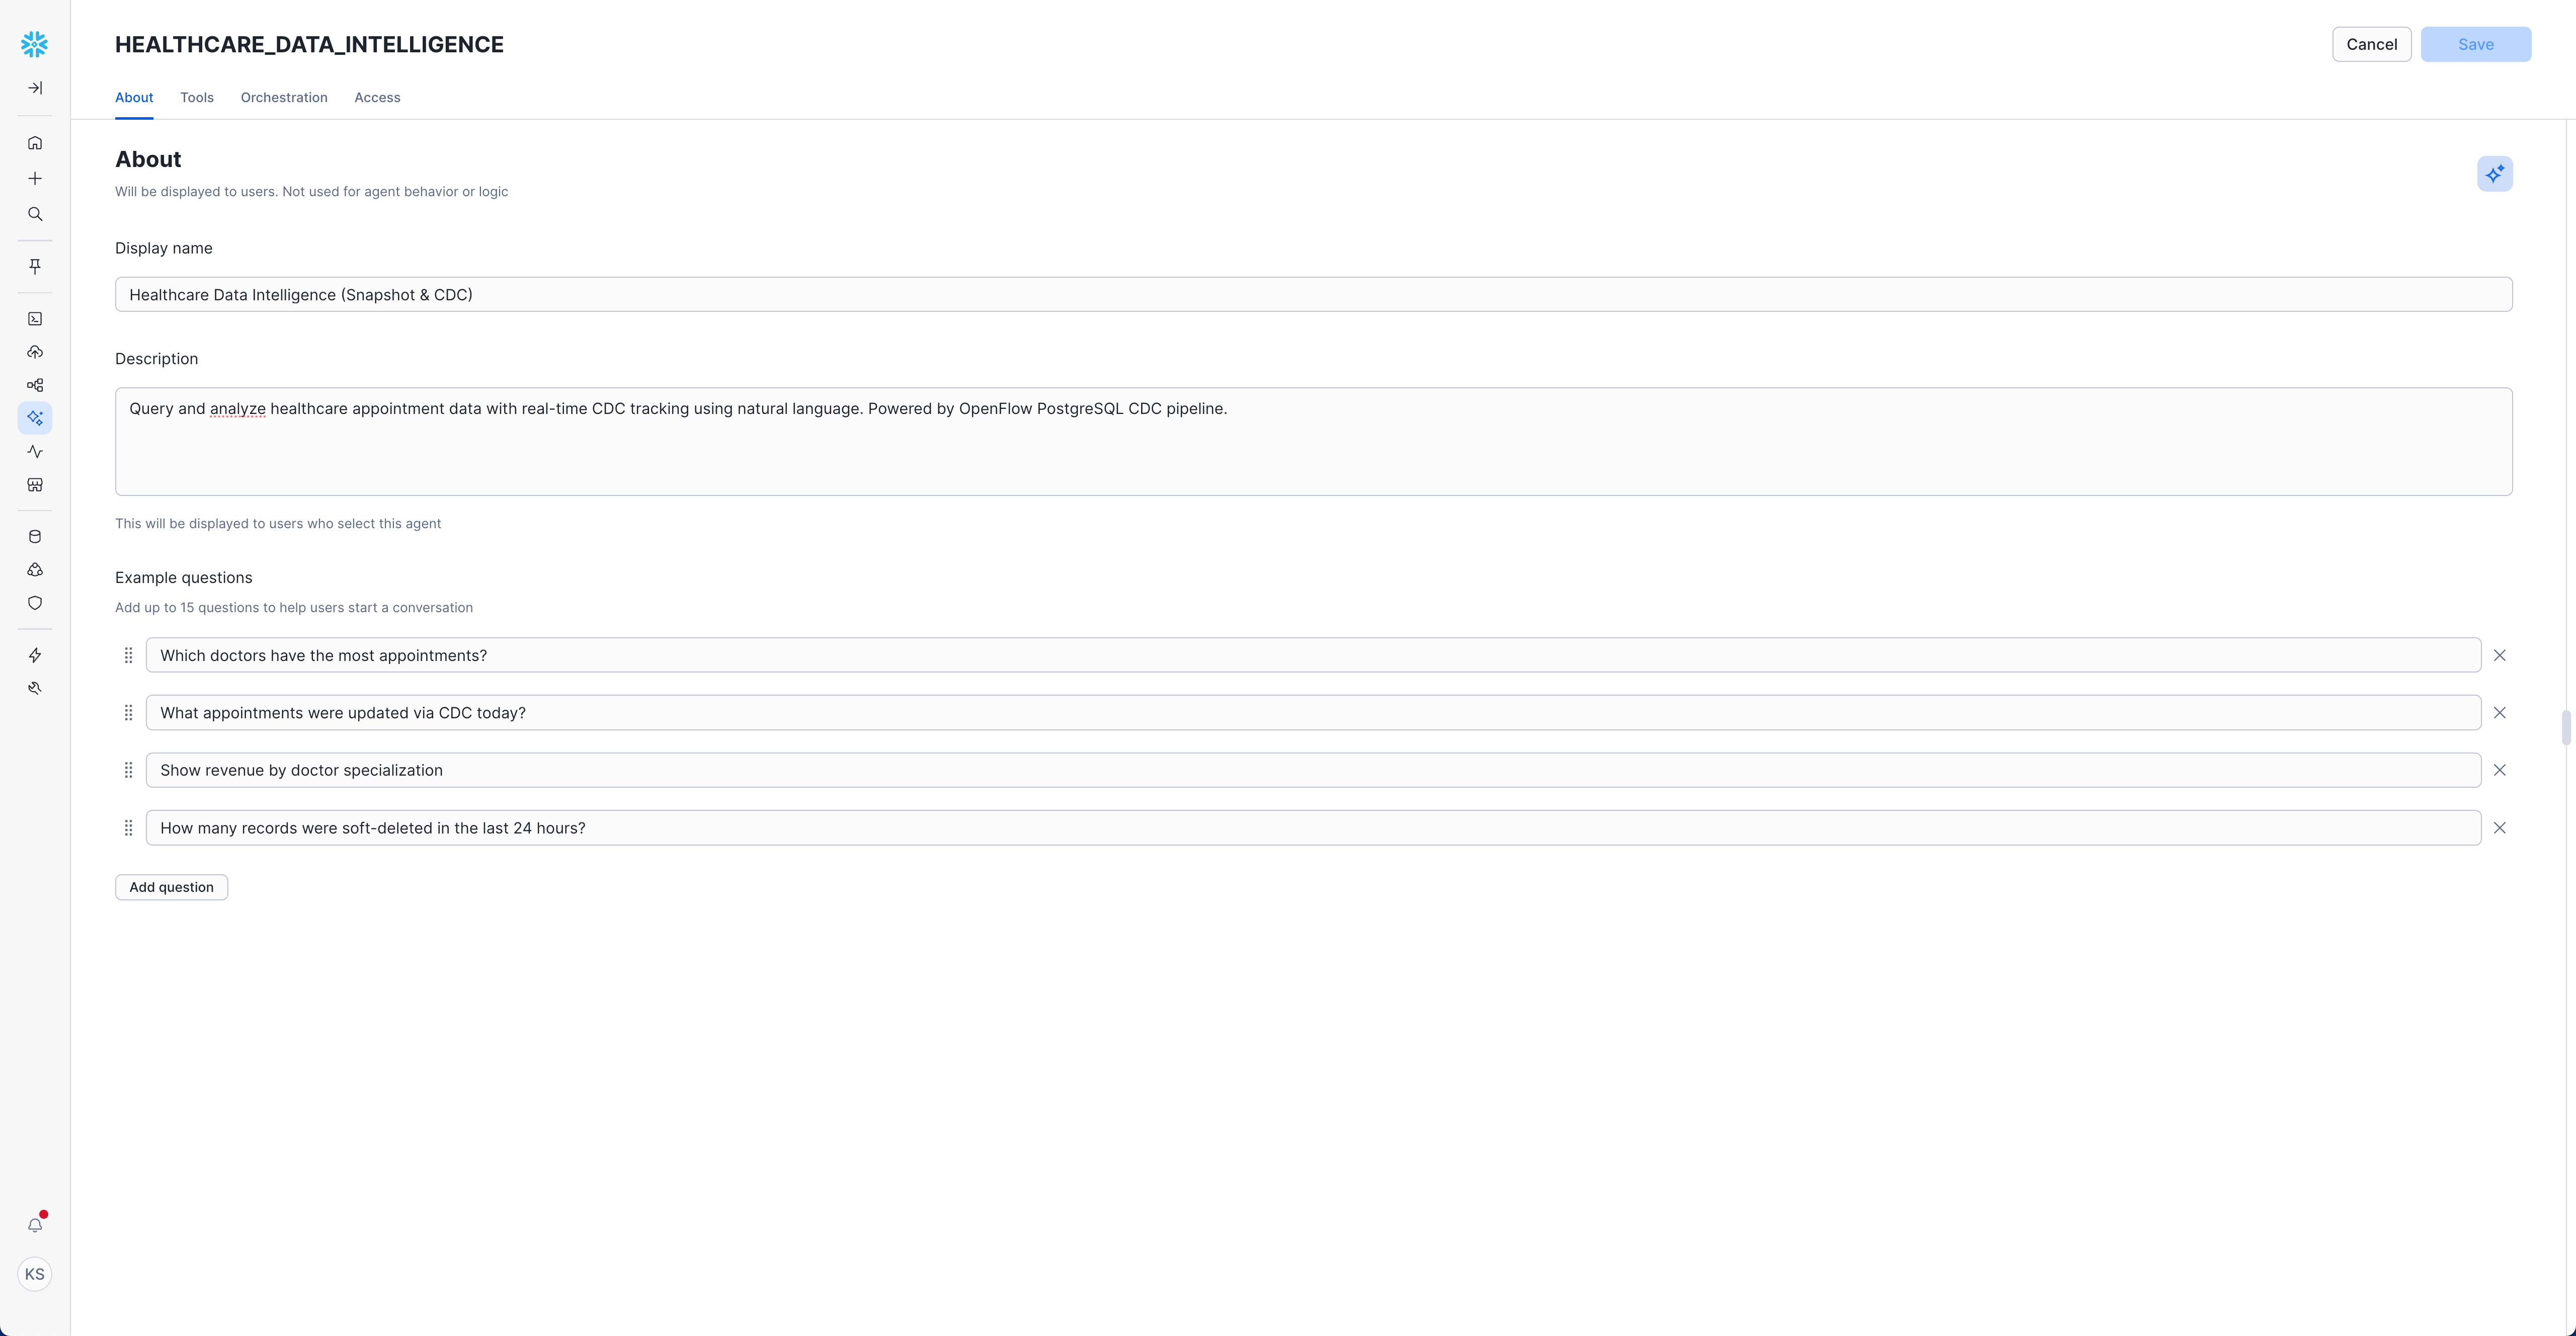 HEALTHCARE_DATA_INTELLIGENCE
Cancel
Save
About
Tools
Orchestration
Access
About
Will be displayed to users. Not used for agent behavior or logic
Display name
Healthcare Data Intelligence (Snapshot & CDC)
Description
Query and analyze healthcare appointment data with real-time CDC tracking using natural language. Powered by OpenFlow PostgreSQL CDC pipeline.
This will be displayed to users who select this agent
Example questions
Add up to 15 questions to help users start a conversation
Which doctors have the most appointments?
What appointments were updated via CDC today?
Show revenue by doctor specialization
How many records were soft-deleted in the last 24 hours?
Add question
KS